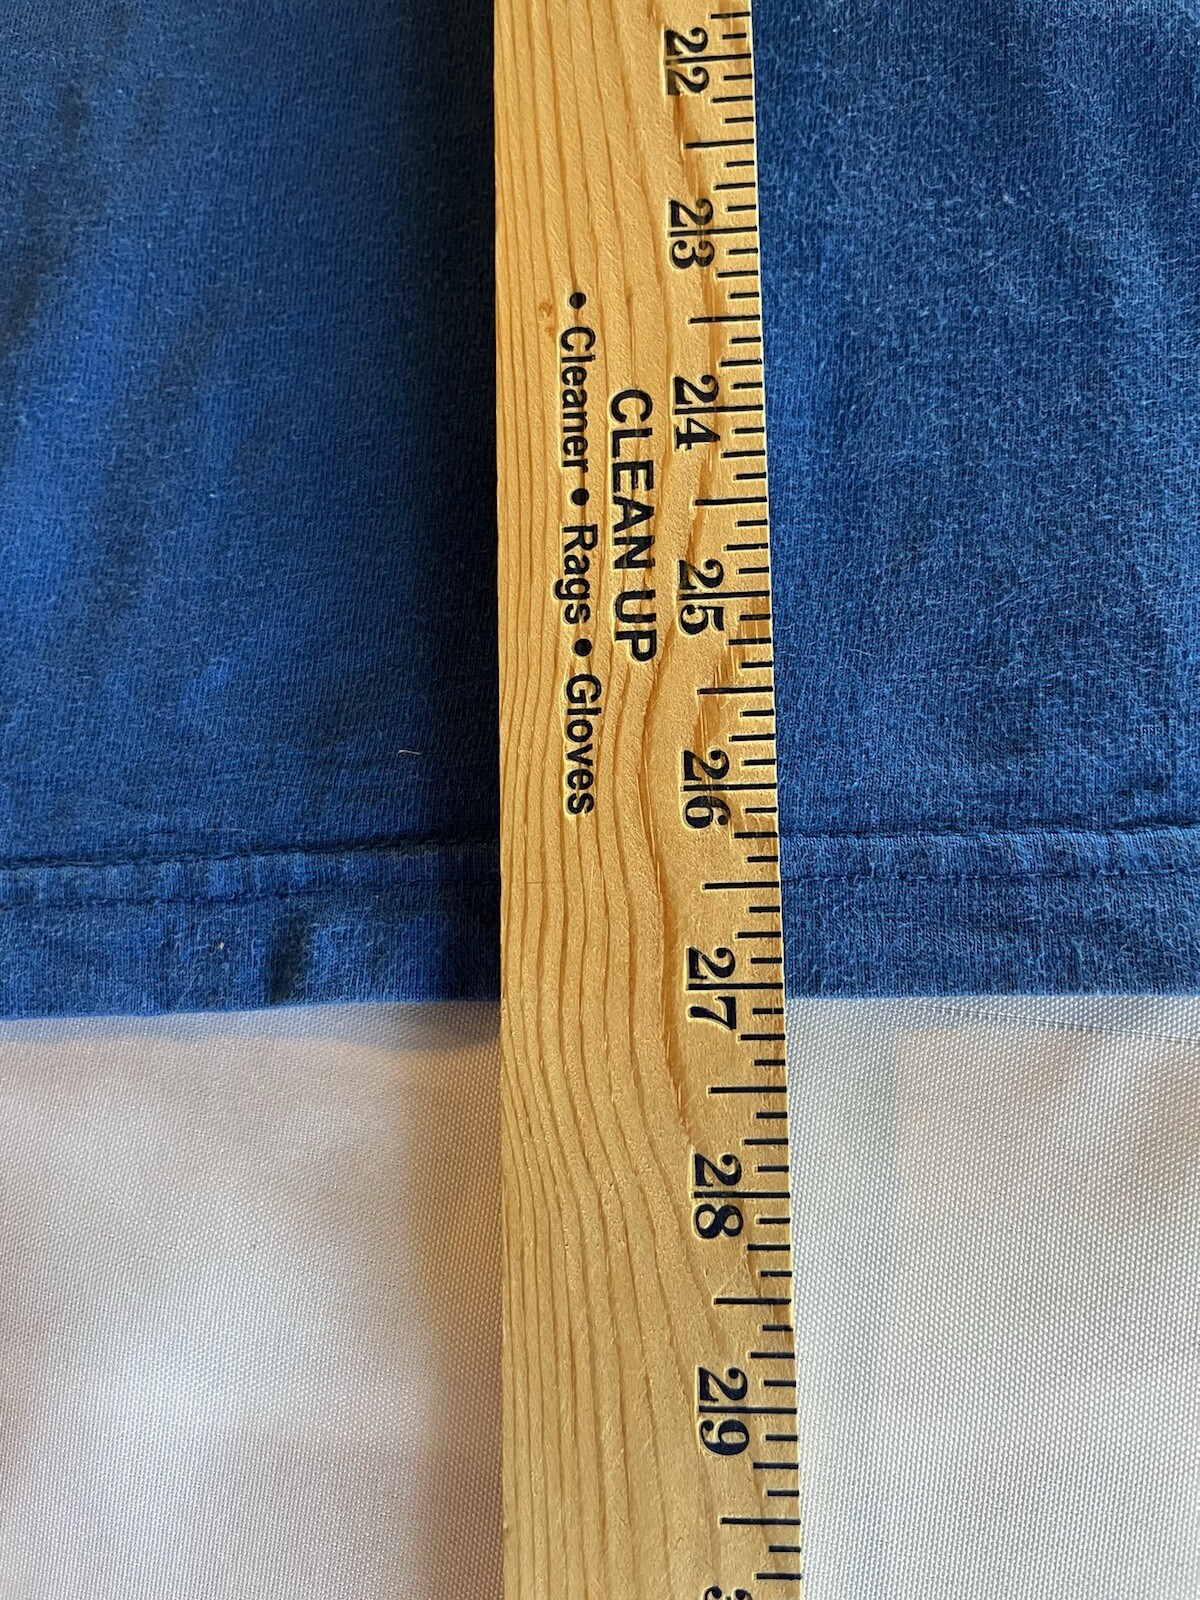 22 23 24 25 26 27 28 29
CLEAN UP
• Cleaner • Rags • Gloves